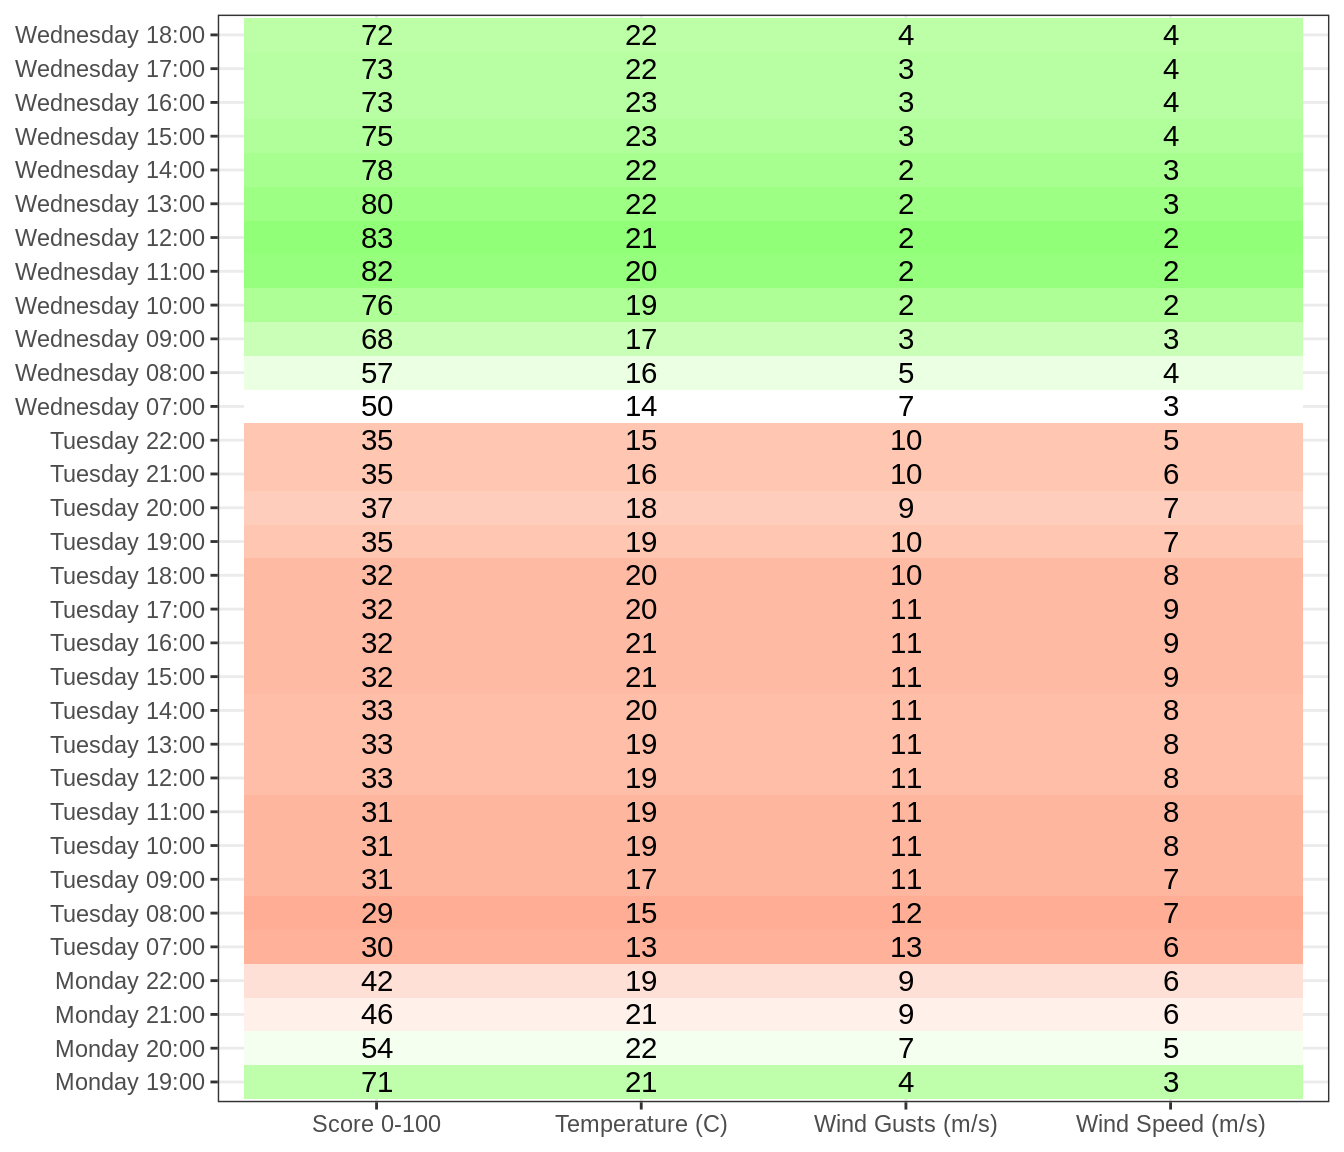 Wednesday 18:00 72 22 4 4
Wednesday 17:00 73 22 3 4
Wednesday 16:00 73 23 3 4
Wednesday 15:00 75 23 3 4
Wednesday 14:00 78 22 2 3
Wednesday 13:00 80 22 2 3
Wednesday 12:00 83 21 2 2
Wednesday 11:00 82 20 2 2
Wednesday 10:00 76 19 2 2
Wednesday 09:00 68 17 3 3
Wednesday 08:00 57 16 5 4
Wednesday 07:00 50 14 7 3
Tuesday 22:00 35 15 10 5
Tuesday 21:00 35 16 10 6
Tuesday 20:00 37 18 9 7
Tuesday 19:00 35 19 10 7
Tuesday 18:00 32 20 10 8
Tuesday 17:00 32 20 11 9
Tuesday 16:00 32 21 11 9
Tuesday 15:00 32 21 11 9
Tuesday 14:00 33 20 11 8
Tuesday 13:00 33 19 11 8
Tuesday 12:00 33 19 11 8
Tuesday 11:00 31 19 11 8
Tuesday 10:00 31 19 11 8
Tuesday 09:00 31 17 11 7
Tuesday 08:00 29 15 12 7
Tuesday 07:00 30 13 13 6
Monday 22:00 42 19 9 6
Monday 21:00 46 21 9 6
Monday 20:00 54 22 7 5
Monday 19:00 71 21 4 3
Score 0-100 Temperature (C) Wind Gusts (m/s) Wind Speed (m/s)